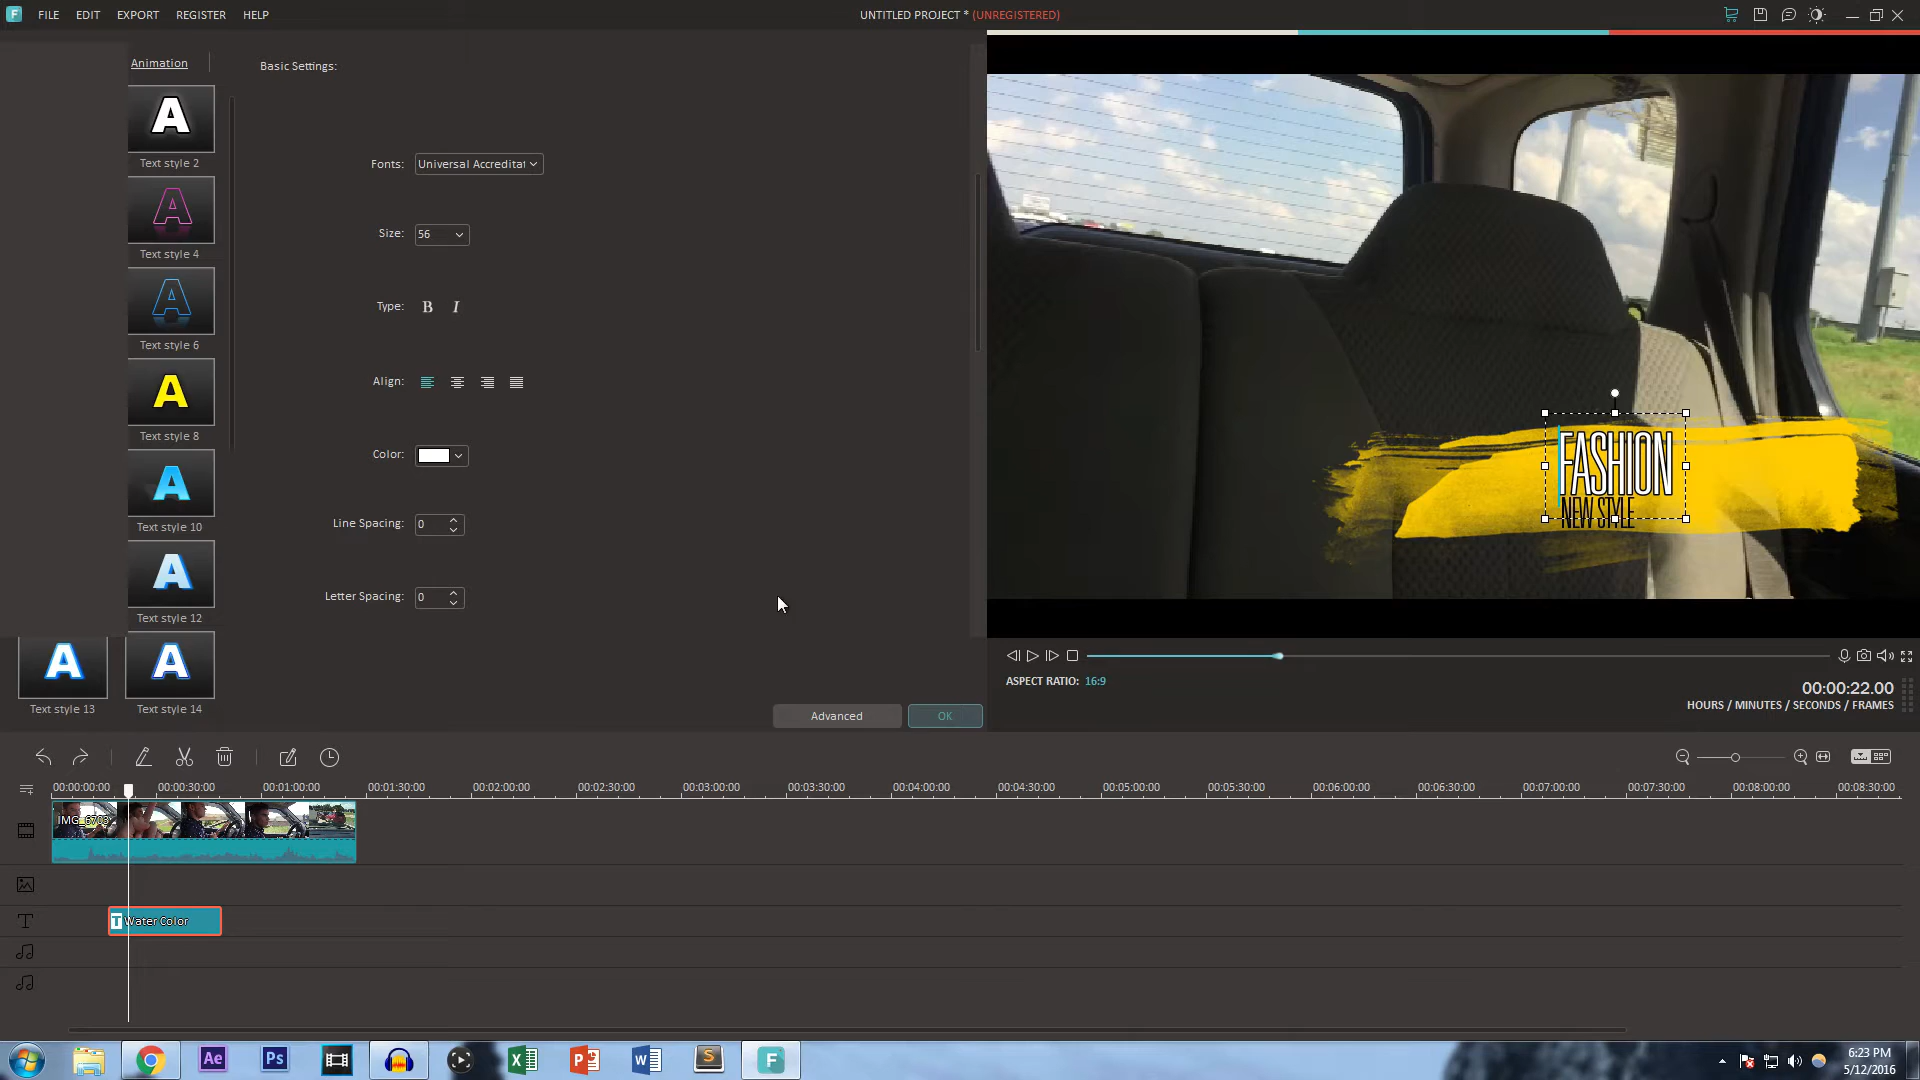 FILE EDIT EXPORT REGISTER HELP
UNTITLED PROJECT * (UNREGISTERED)
Animation
Basic Settings:
A
Text style 2
A
Text style 4
A
Text style 6
A
Text style 8
A
Text style 10
A
Text style 12
A
Text style 13
A
Text style 14
Fonts: Universal Accreditat
Size: 56
Type: B I
Align:
Color:
Line Spacing: 0
Letter Spacing: 0
Advanced OK
FASHION
NEW STYLE
ASPECT RATIO: 16:9
00:00:22.00
HOURS / MINUTES / SECONDS / FRAMES
00:00:00:00 00:00:30:00 00:01:00:00 00:01:30:00 00:02:00:00 00:02:30:00 00:03:00:00 00:03:30:00 00:04:00:00 00:04:30:00 00:05:00:00 00:05:30:00 00:06:00:00 00:06:30:00 00:07:00:00 00:07:30:00 00:08:00:00 00:08:30:00
IMG_6703
T Water Color
Ae Ps S F
6:23 PM
5/12/2016